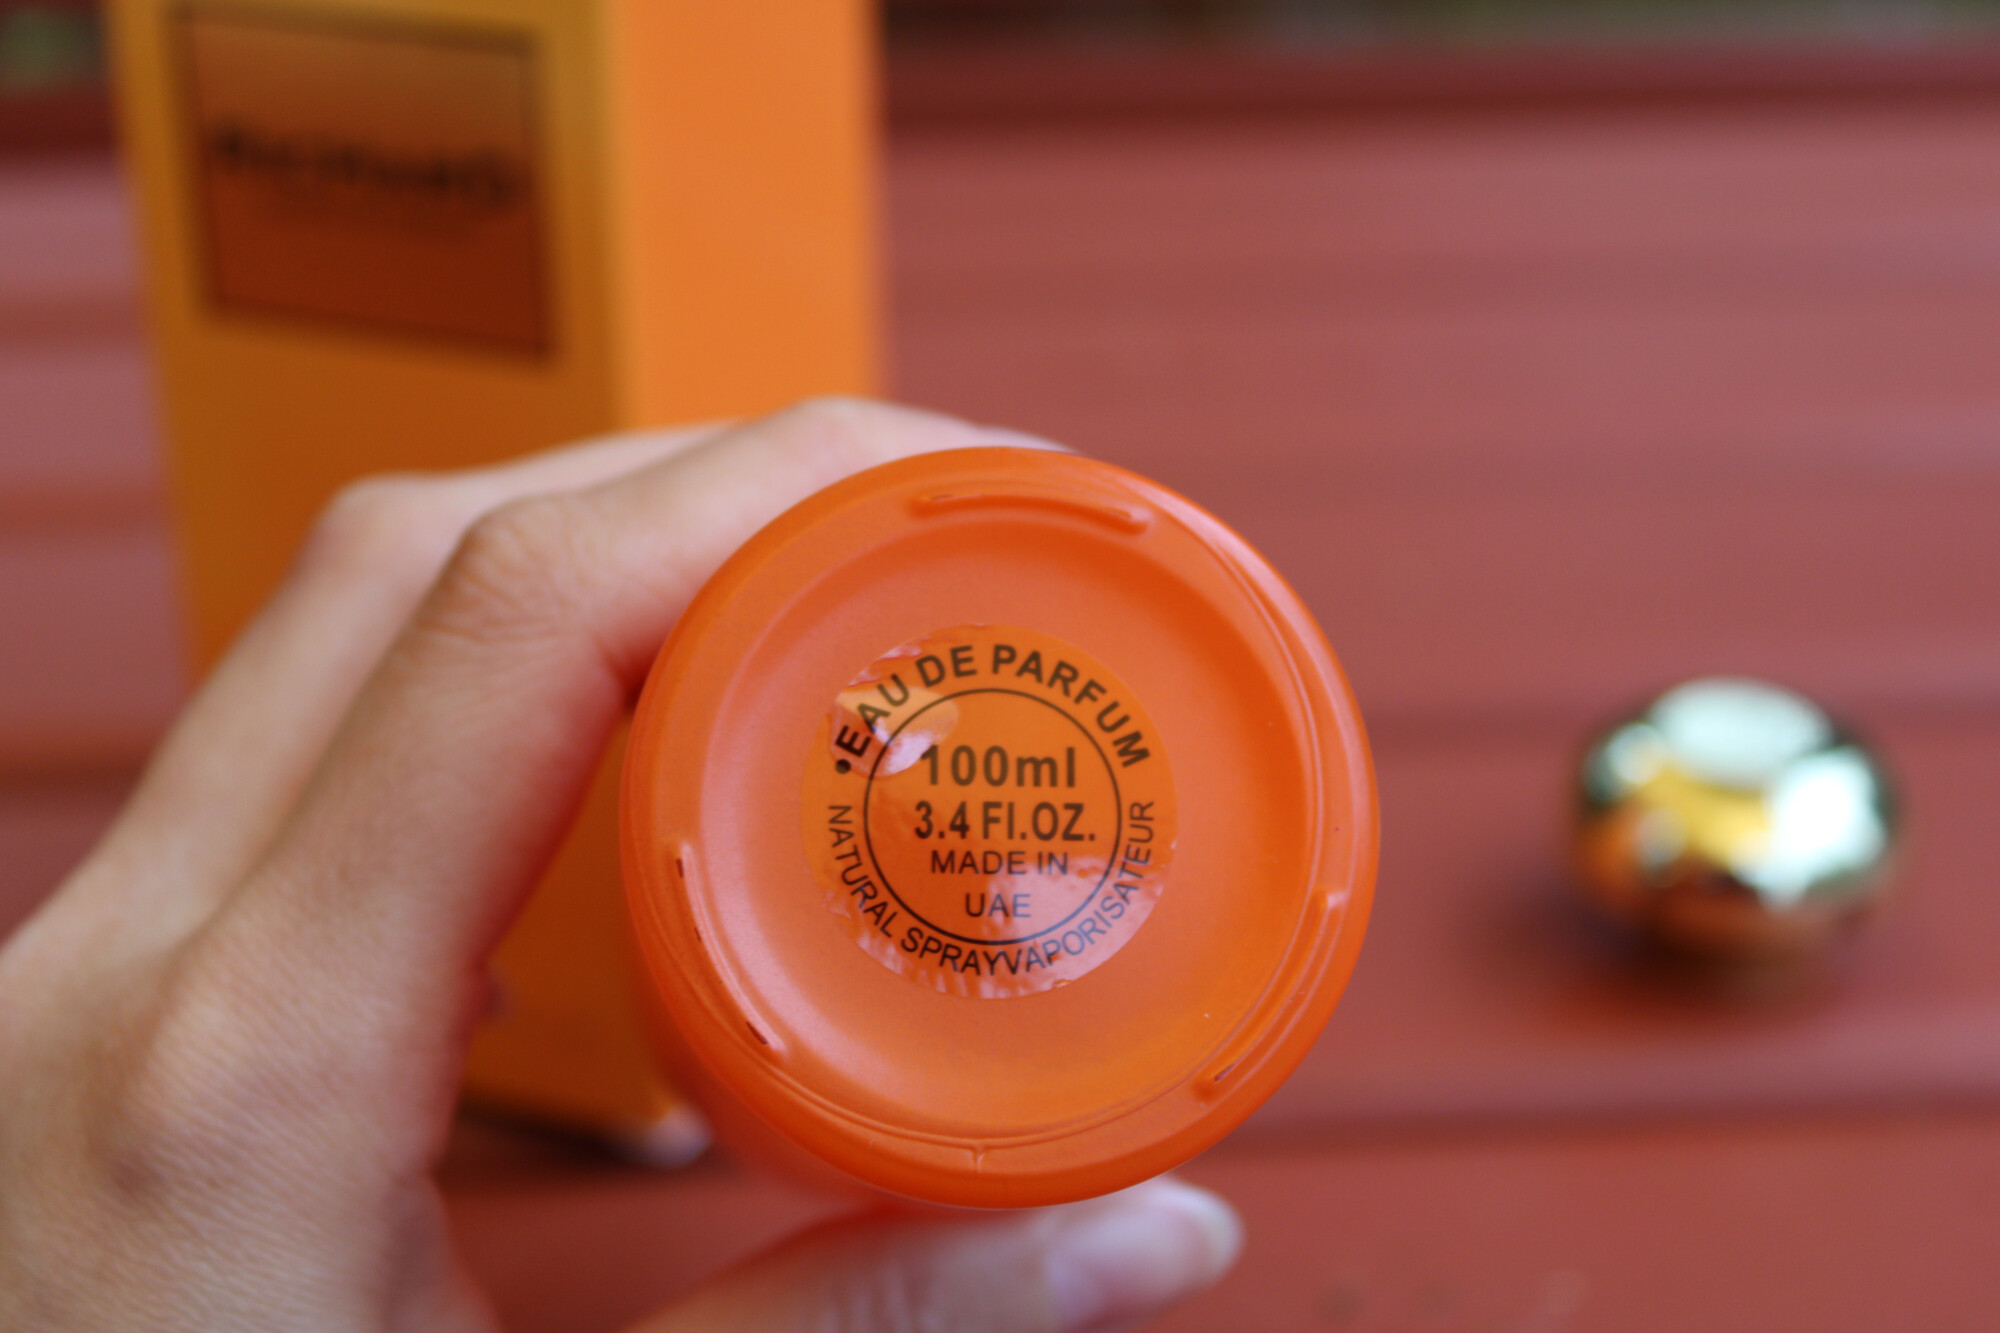 •EAU DE PARFUM
100ml
3.4 Fl.OZ.
MADE IN
UAE
NATURAL SPRAYVAPORISATEUR